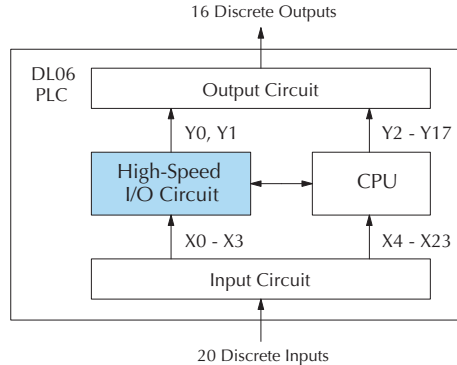 16 Discrete Outputs
DL06
PLC
Output Circuit
Y0, Y1
Y2 - Y17
High-Speed
I/O Circuit
CPU
X0 - X3
X4 - X23
Input Circuit
20 Discrete Inputs